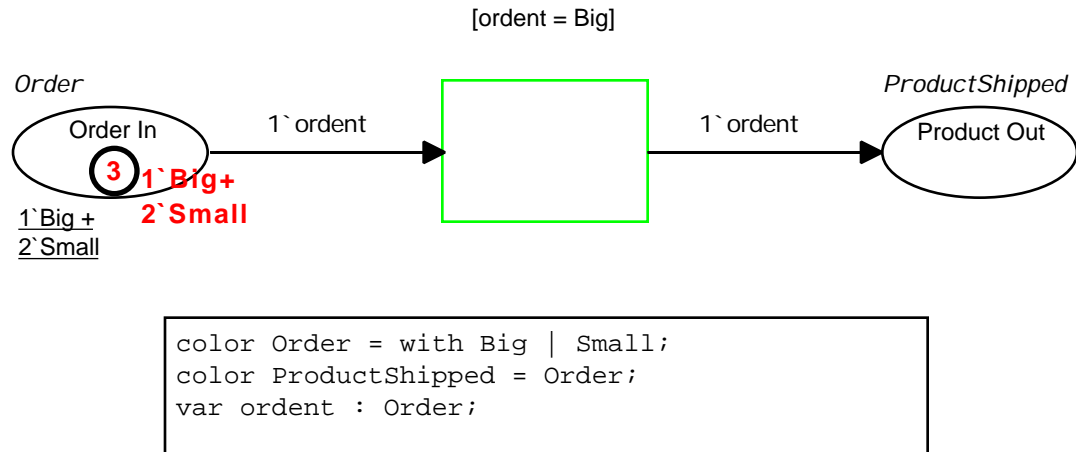 [ordent = Big]
Order
ProductShipped
Order In
1`ordent
1`ordent
Product Out
3
1`Big+
2`Small
1`Big +
2`Small
color Order = with Big | Small;
color ProductShipped = Order;
var ordent : Order;